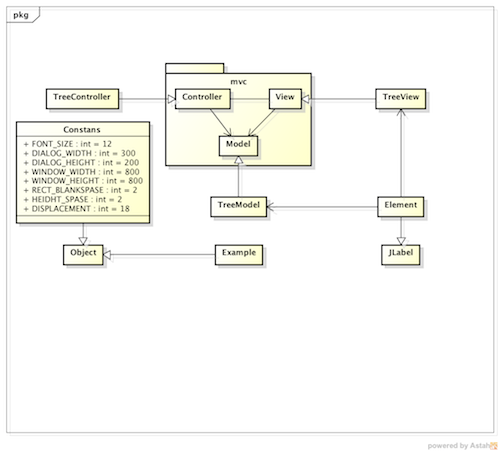 pkg
mvc
TreeController
Controller
View
TreeView
Constans
+ FONT_SIZE : int = 12
+ DIALOG_WIDTH : int = 300
+ DIALOG_HEIGHT : int = 200
+ WINDOW_WIDTH : int = 800
+ WINDOW_HEIGHT : int = 800
+ RECT_BLANKSPASE : int = 2
+ HEIDHT_SPASE : int = 2
+ DISPLACEMENT : int = 18
Model
TreeModel
Element
Object
Example
JLabel
powered by Astah